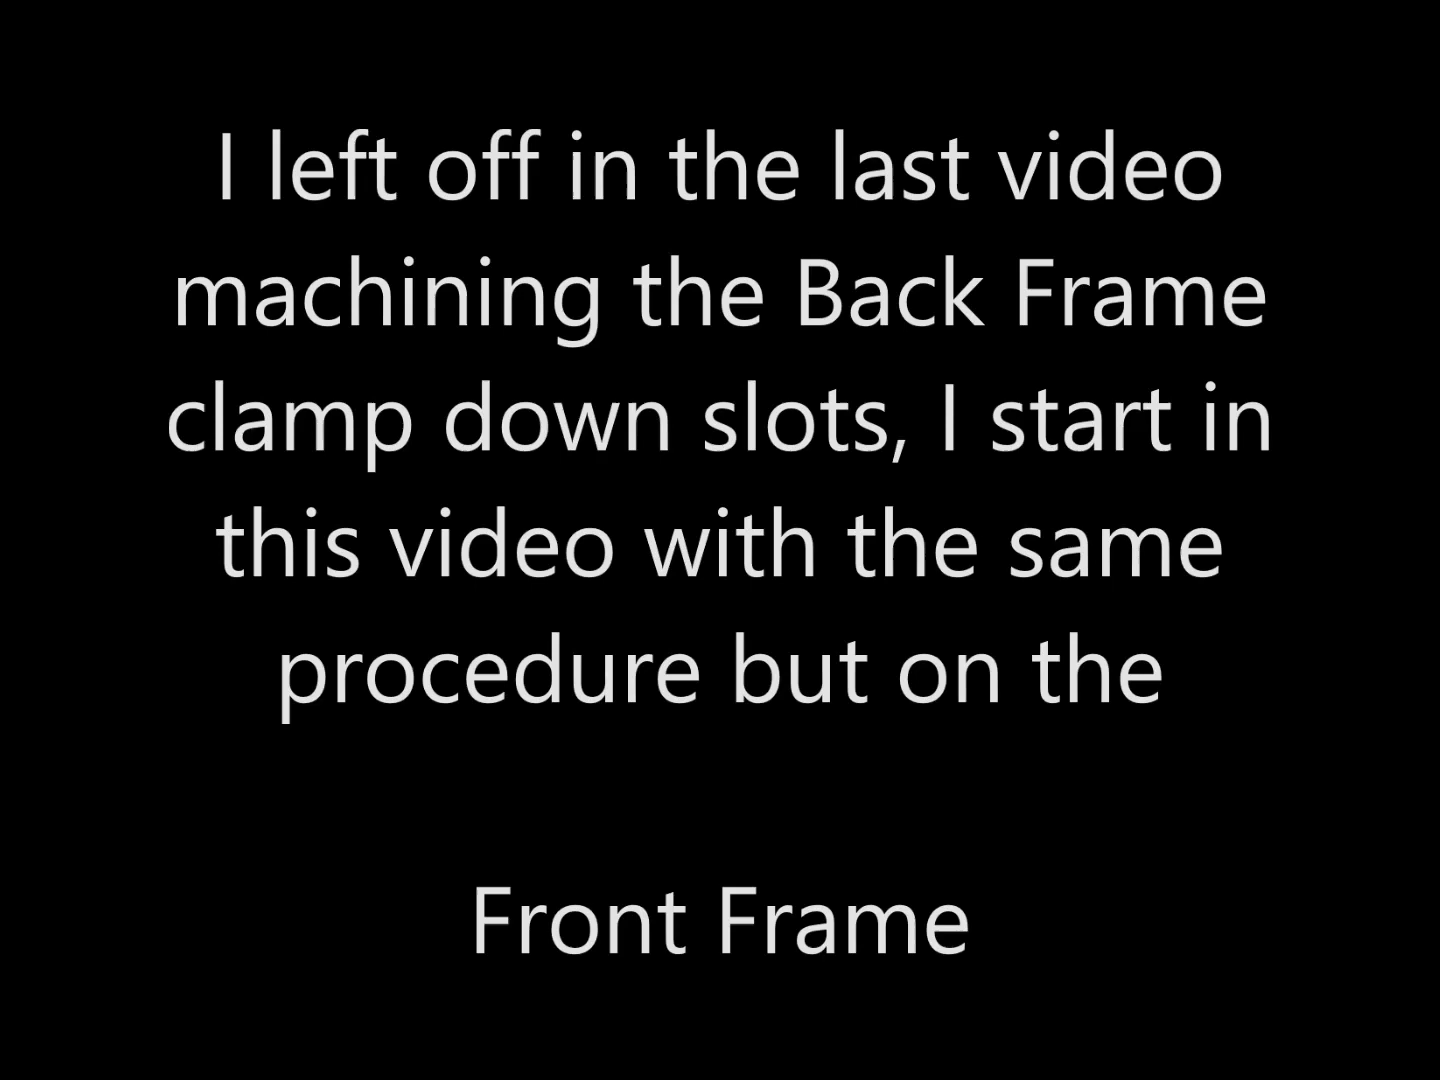 I left off in the last video
machining the Back Frame
clamp down slots, I start in
this video with the same
procedure but on the
Front Frame